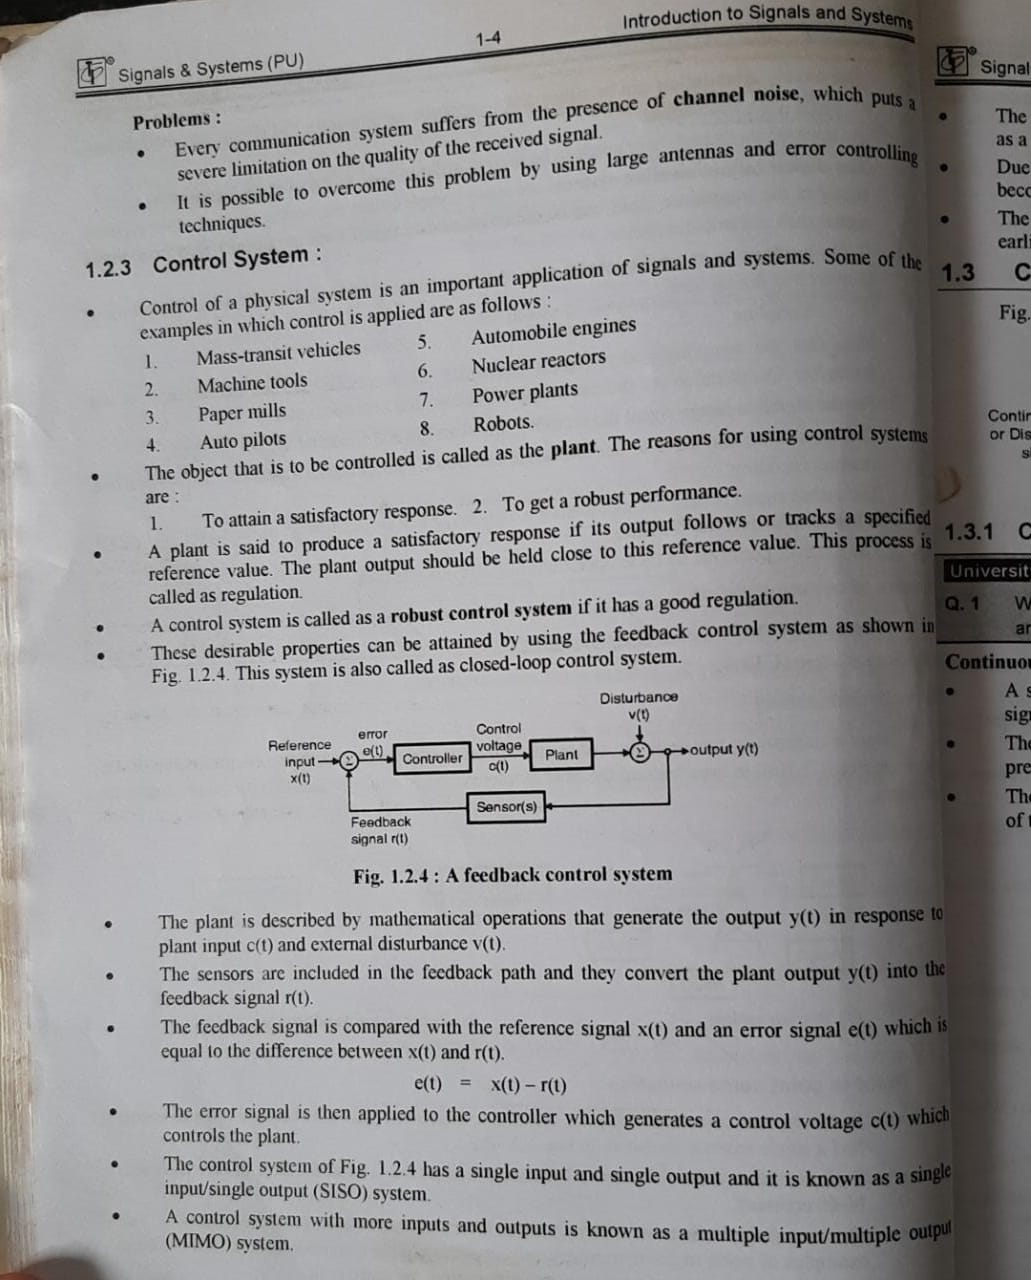 Signals & Systems (PU)
1-4
Introduction to Signals and Systems
Problems :
• Every communication system suffers from the presence of channel noise, which puts a
severe limitation on the quality of the received signal.
• It is possible to overcome this problem by using large antennas and error controlling
techniques.
1.2.3 Control System :
• Control of a physical system is an important application of signals and systems. Some of the
examples in which control is applied are as follows :
1. Mass-transit vehicles 5. Automobile engines
2. Machine tools 6. Nuclear reactors
3. Paper mills 7. Power plants
4. Auto pilots 8. Robots.
• The object that is to be controlled is called as the plant. The reasons for using control systems
are :
1. To attain a satisfactory response. 2. To get a robust performance.
• A plant is said to produce a satisfactory response if its output follows or tracks a specified
reference value. The plant output should be held close to this reference value. This process is
called as regulation.
• A control system is called as a robust control system if it has a good regulation.
• These desirable properties can be attained by using the feedback control system as shown in
Fig. 1.2.4. This system is also called as closed-loop control system.
Disturbance
v(t)
Reference
input
x(t)
error
e(t)
Σ
Controller
Control
voltage
c(t)
Plant
Σ
output y(t)
Sensor(s)
Feedback
signal r(t)
Fig. 1.2.4 : A feedback control system
• The plant is described by mathematical operations that generate the output y(t) in response to
plant input c(t) and external disturbance v(t).
• The sensors are included in the feedback path and they convert the plant output y(t) into the
feedback signal r(t).
• The feedback signal is compared with the reference signal x(t) and an error signal e(t) which is
equal to the difference between x(t) and r(t).
e(t) = x(t) – r(t)
• The error signal is then applied to the controller which generates a control voltage c(t) which
controls the plant.
• The control system of Fig. 1.2.4 has a single input and single output and it is known as a single
input/single output (SISO) system.
• A control system with more inputs and outputs is known as a multiple input/multiple output
(MIMO) system.
Signal
• The
as a
• Due
• The
1.3 C
Fig.
or Dis
1.3.1 C
Universit
Q. 1 W
Continuo
• A s
• The
pre
• The
of